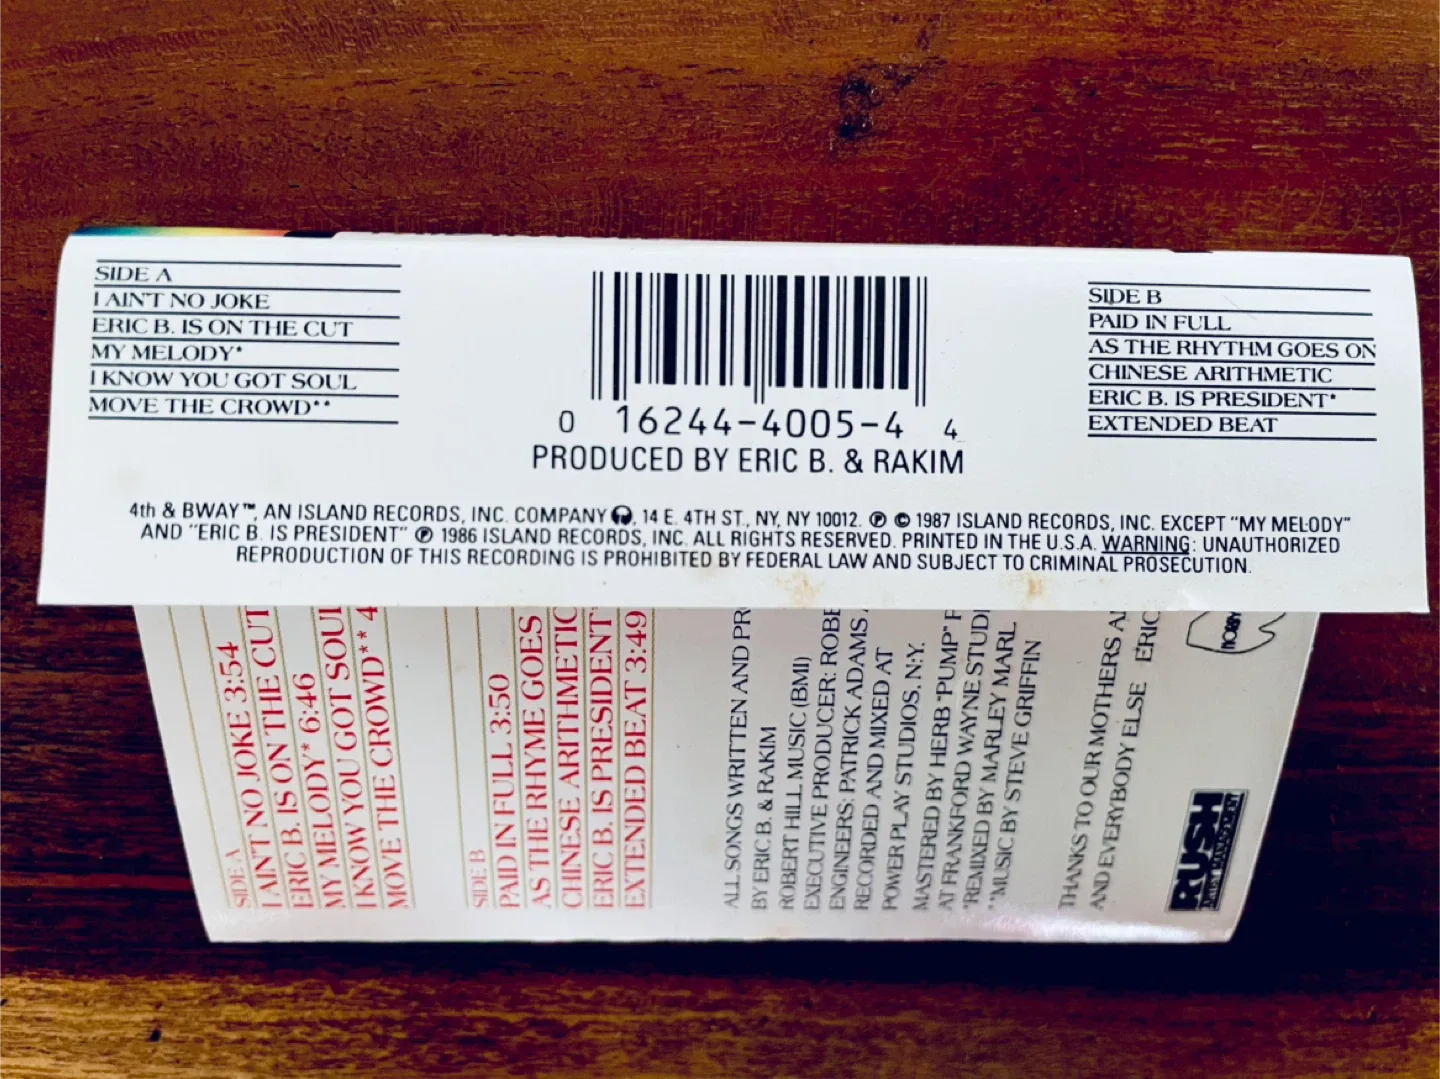 SIDE A
I AIN'T NO JOKE
ERIC B. IS ON THE CUT
MY MELODY*
I KNOW YOU GOT SOUL
MOVE THE CROWD**
0 16244-4005-4 4
PRODUCED BY ERIC B. & RAKIM
SIDE B
PAID IN FULL
AS THE RHYTHM GOES ON
CHINESE ARITHMETIC
ERIC B. IS PRESIDENT*
EXTENDED BEAT
4th & BWAY™, AN ISLAND RECORDS, INC. COMPANY, 14 E. 4TH ST., NY, NY 10012. ℗ © 1987 ISLAND RECORDS, INC. EXCEPT "MY MELODY"
AND "ERIC B. IS PRESIDENT" ℗ 1986 ISLAND RECORDS, INC. ALL RIGHTS RESERVED. PRINTED IN THE U.S.A. WARNING: UNAUTHORIZED
REPRODUCTION OF THIS RECORDING IS PROHIBITED BY FEDERAL LAW AND SUBJECT TO CRIMINAL PROSECUTION.
SIDE A
I AIN'T NO JOKE 3:54
ERIC B. IS ON THE CUT
MY MELODY* 6:46
I KNOW YOU GOT SOUL
MOVE THE CROWD** 4
SIDE B
PAID IN FULL 3:50
AS THE RHYME GOES
CHINESE ARITHMETIC
ERIC B. IS PRESIDENT*
EXTENDED BEAT 3:49
ALL SONGS WRITTEN AND PR
BY ERIC B. & RAKIM
ROBERT HILL MUSIC (BMI)
EXECUTIVE PRODUCER: ROBE
ENGINEERS: PATRICK ADAMS
RECORDED AND MIXED AT
POWER PLAY STUDIOS, N.Y.
MASTERED BY HERB "PUMP" P
AT FRANKFORD WAYNE STUDI
*REMIXED BY MARLEY MARL
**MUSIC BY STEVE GRIFFIN
THANKS TO OUR MOTHERS A
AND EVERYBODY ELSE ERIC
RUSH
ARTIST MANAGEMENT